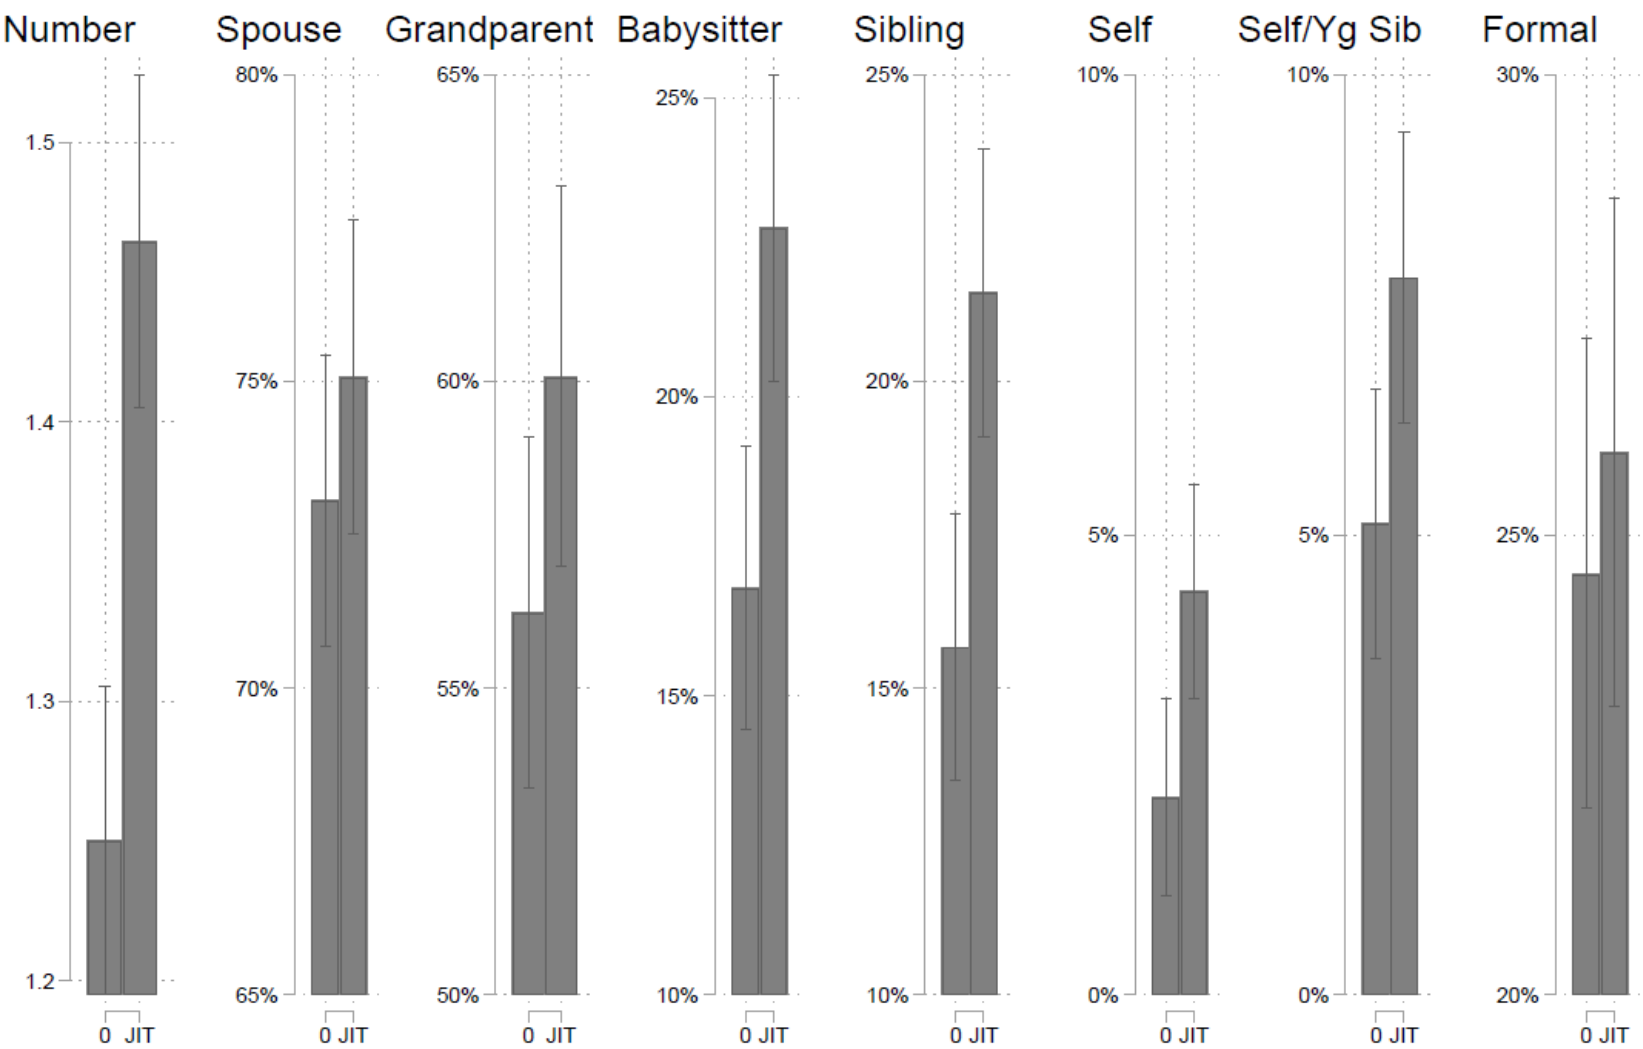 Number
Spouse
Grandparent
Babysitter
Sibling
Self
Self/Yg Sib
Formal
1.5
1.4
1.3
1.2
0 JIT
80%
75%
70%
65%
0 JIT
65%
60%
55%
50%
0 JIT
25%
20%
15%
10%
0 JIT
25%
20%
15%
10%
0 JIT
10%
5%
0%
0 JIT
10%
5%
0%
0 JIT
30%
25%
20%
0 JIT